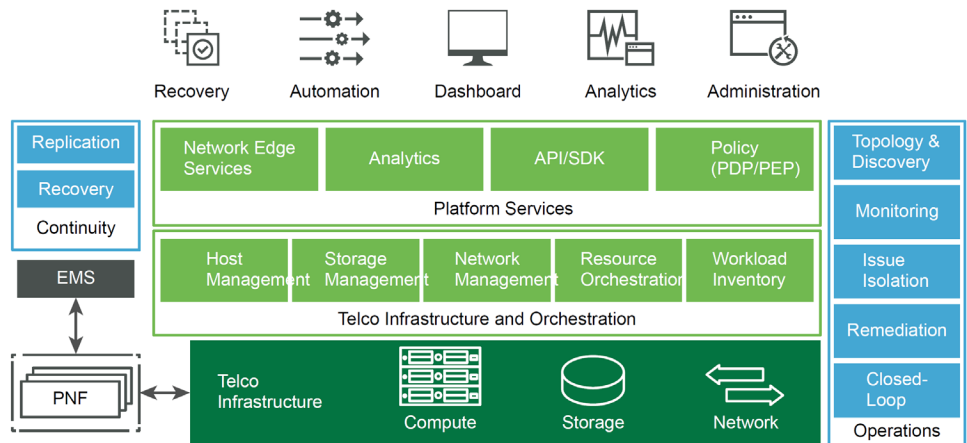 Recovery
Automation
Dashboard
Analytics
Administration
Replication
Recovery
Continuity
EMS
PNF
Network Edge
Services
Analytics
API/SDK
Policy
(PDP/PEP)
Platform Services
Host
Management
Storage
Management
Network
Management
Resource
Orchestration
Workload
Inventory
Telco Infrastructure and Orchestration
Telco
Infrastructure
Compute
Storage
Network
Topology &
Discovery
Monitoring
Issue
Isolation
Remediation
Closed-
Loop
Operations